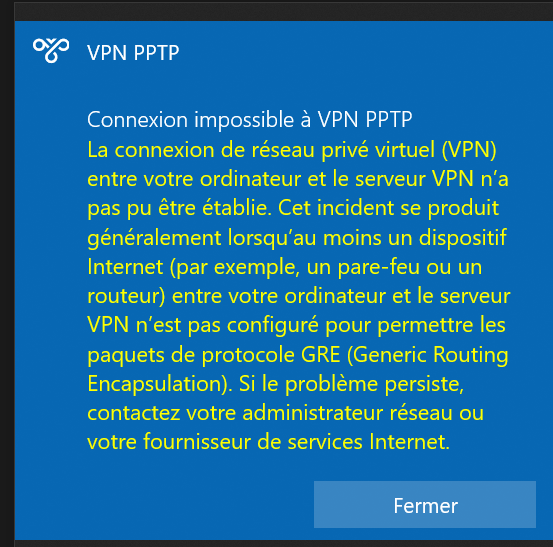 VPN PPTP
Connexion impossible à VPN PPTP
La connexion de réseau privé virtuel (VPN)
entre votre ordinateur et le serveur VPN n’a
pas pu être établie. Cet incident se produit
généralement lorsqu’au moins un dispositif
Internet (par exemple, un pare-feu ou un
routeur) entre votre ordinateur et le serveur
VPN n’est pas configuré pour permettre les
paquets de protocole GRE (Generic Routing
Encapsulation). Si le problème persiste,
contactez votre administrateur réseau ou
votre fournisseur de services Internet.
Fermer